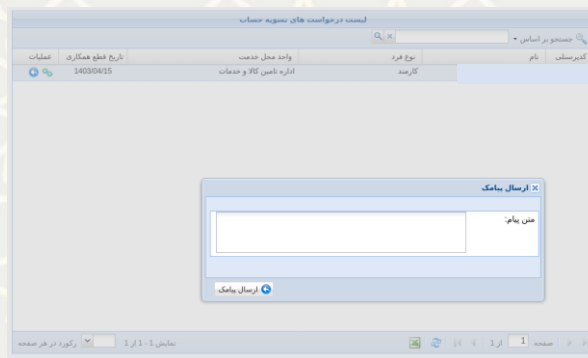 لیست درخواست های تسویه حساب
جستجو بر اساس
کدپرسنلی نام نوع فرد واحد محل خدمت تاریخ قطع همکاری عملیات
کارمند اداره تامین کالا و خدمات 1403/04/15
ارسال پیامک
متن پیام:
ارسال پیامک
صفحه 1 از 1 نمایش 1 - 1 از 1 رکورد در هر صفحه